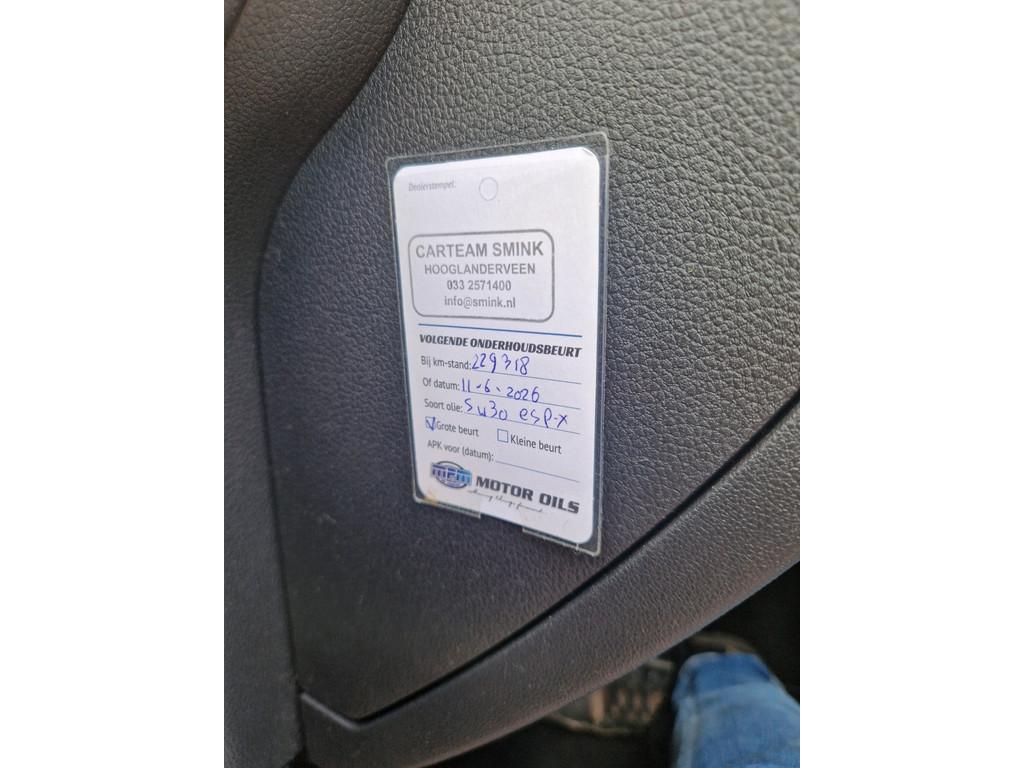 Dealerstempel:
CARTEAM SMINK
HOOGLANDERVEEN
033 2571400
info@smink.nl
VOLGENDE ONDERHOUDSBEURT
Bij km-stand: 229318
Of datum: 11-6-2026
Soort olie: 5w30 esp-x
Grote beurt Kleine beurt
APK voor (datum):
MPM MOTOR OILS